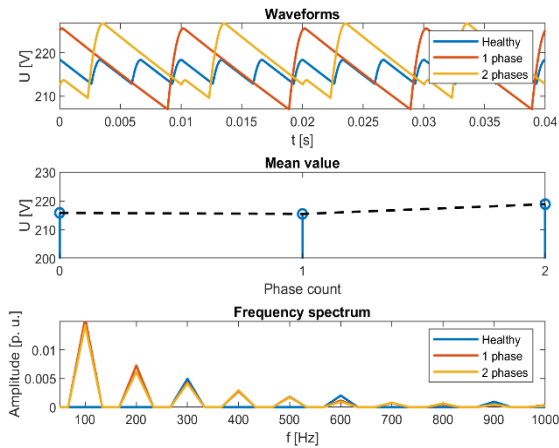 Waveforms
U [V]
220
210
0
0.005
0.01
0.015
0.02
0.025
0.03
0.035
0.04
t [s]
Healthy
1 phase
2 phases
Mean value
U [V]
230
220
210
200
0
1
2
Phase count
Frequency spectrum
Amplitude [p. u.]
0.01
0.005
0
100
200
300
400
500
600
700
800
900
1000
f [Hz]
Healthy
1 phase
2 phases